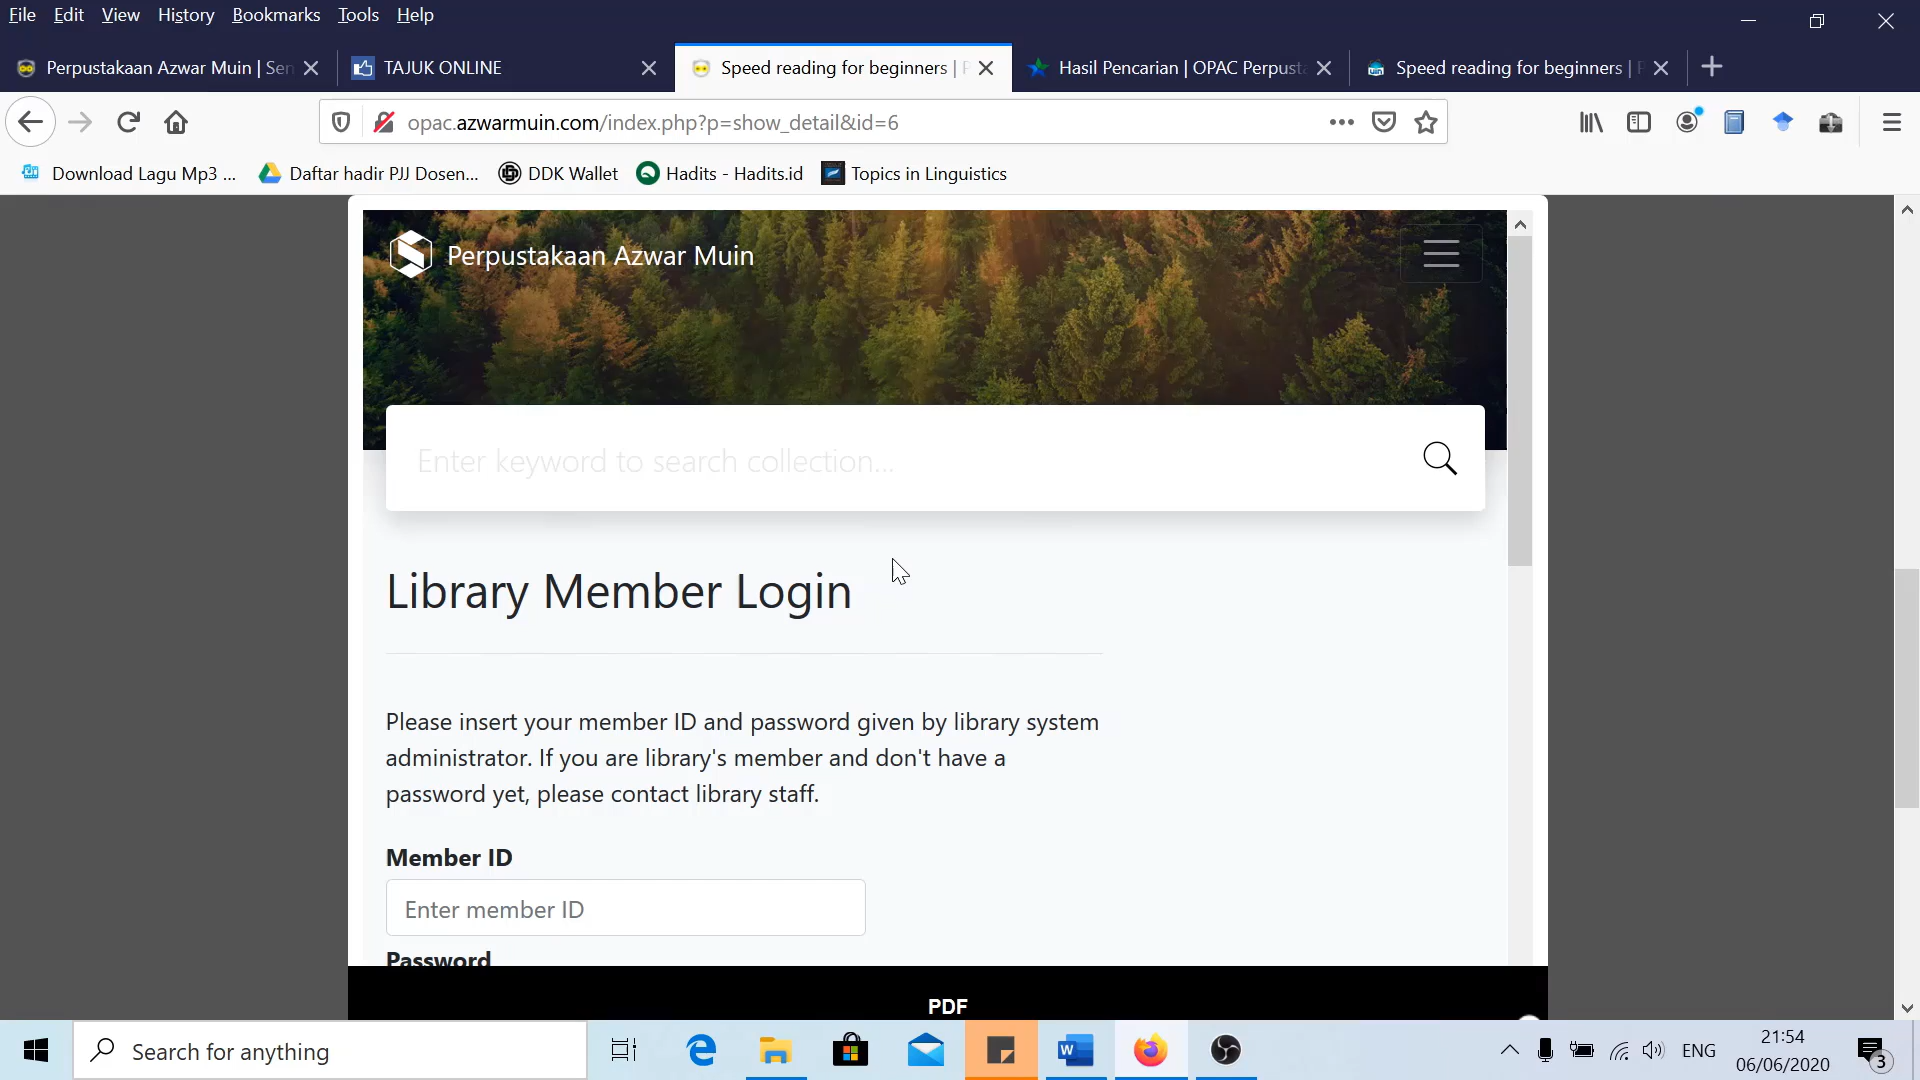 File Edit View History Bookmarks Tools Help
Perpustakaan Azwar Muin | Sen
TAJUK ONLINE
Speed reading for beginners | P
Hasil Pencarian | OPAC Perpusta
Speed reading for beginners | P
opac.azwarmuin.com/index.php?p=show_detail&id=6
Download Lagu Mp3 ...
Daftar hadir PJJ Dosen...
DDK Wallet
Hadits - Hadits.id
Topics in Linguistics
Perpustakaan Azwar Muin
Enter keyword to search collection...
Library Member Login
Please insert your member ID and password given by library system
administrator. If you are library's member and don't have a
password yet, please contact library staff.
Member ID
Enter member ID
Password
PDF
Search for anything
ENG
21:54
06/06/2020
3